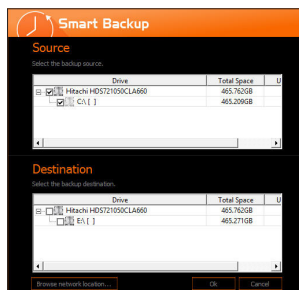 Smart Backup
Source
Select the backup source.
Drive Total Space U
Hitachi HDS721050CLA660 465.762GB
C:\ [ ] 465.209GB
Destination
Select the backup destination.
Drive Total Space U
Hitachi HDS721050CLA660 465.762GB
E:\ [ ] 465.271GB
Browse network location... Ok Cancel